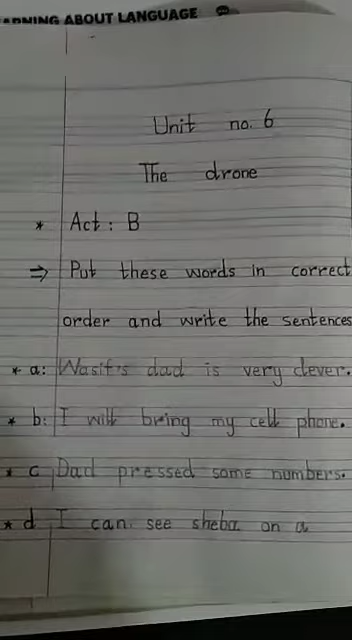 ARNING ABOUT LANGUAGE
Unit no. 6
The drone
* Act: B
⇒ Put these words in correct
order and write the sentences
* a: Wasif's dad is very clever.
* b: I will bring my cell phone.
* c Dad pressed some numbers.
* d I can see sheba on a